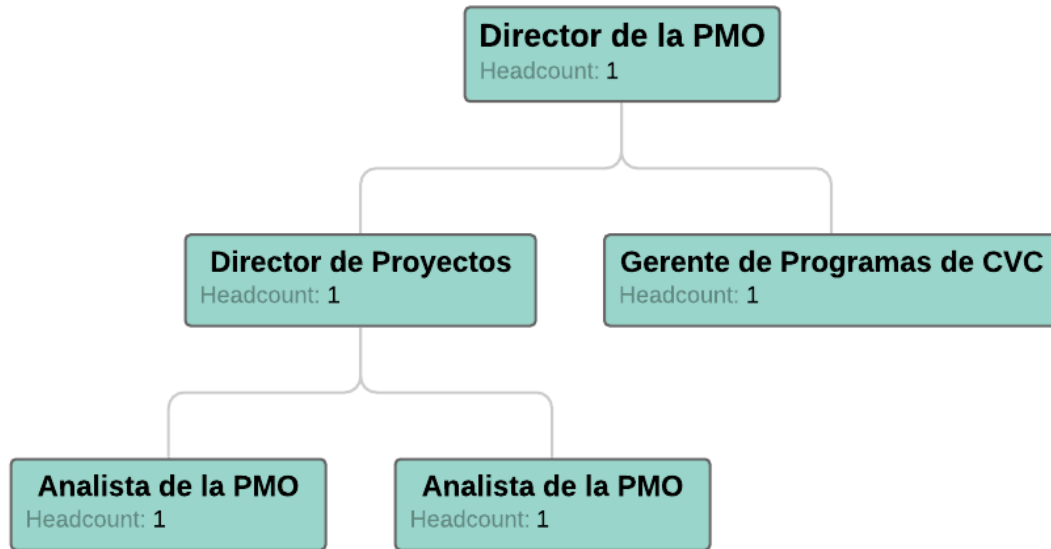 Director de la PMO
Headcount: 1
Director de Proyectos
Headcount: 1
Gerente de Programas de CVC
Headcount: 1
Analista de la PMO
Headcount: 1
Analista de la PMO
Headcount: 1